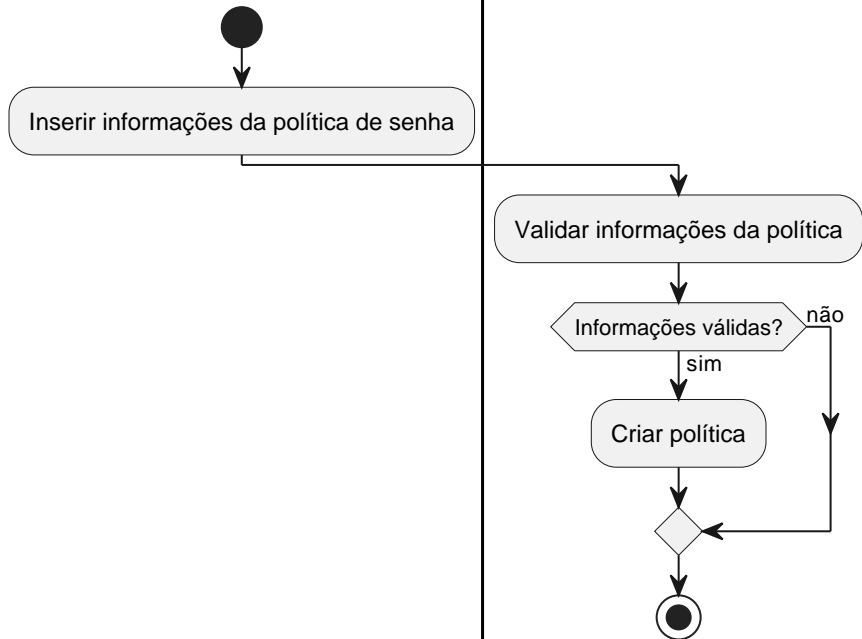 Inserir informações da política de senha
Validar informações da política
Informações válidas?
não
sim
Criar política